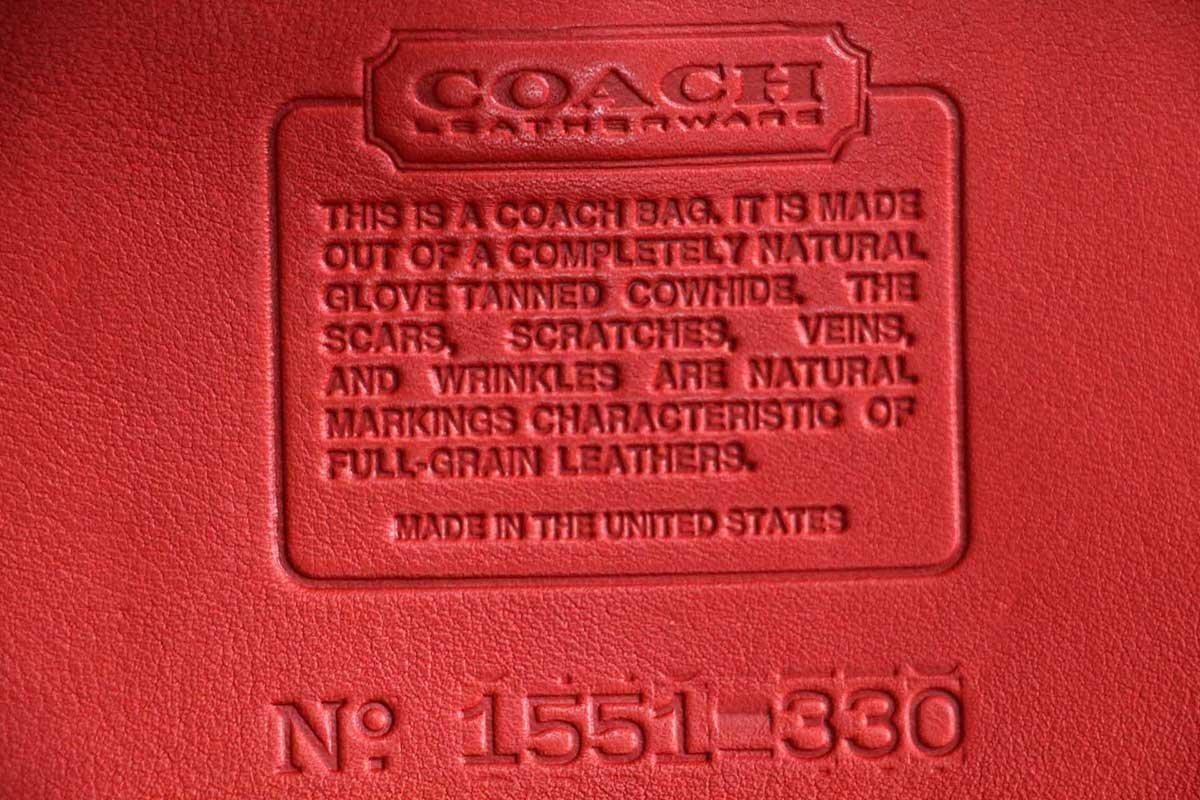 COACH
LEATHERWARE
THIS IS A COACH BAG. IT IS MADE
OUT OF A COMPLETELY NATURAL
GLOVE TANNED COWHIDE. THE
SCARS, SCRATCHES, VEINS,
AND WRINKLES ARE NATURAL
MARKINGS CHARACTERISTIC OF
FULL-GRAIN LEATHERS.
MADE IN THE UNITED STATES
Nº 1551-330